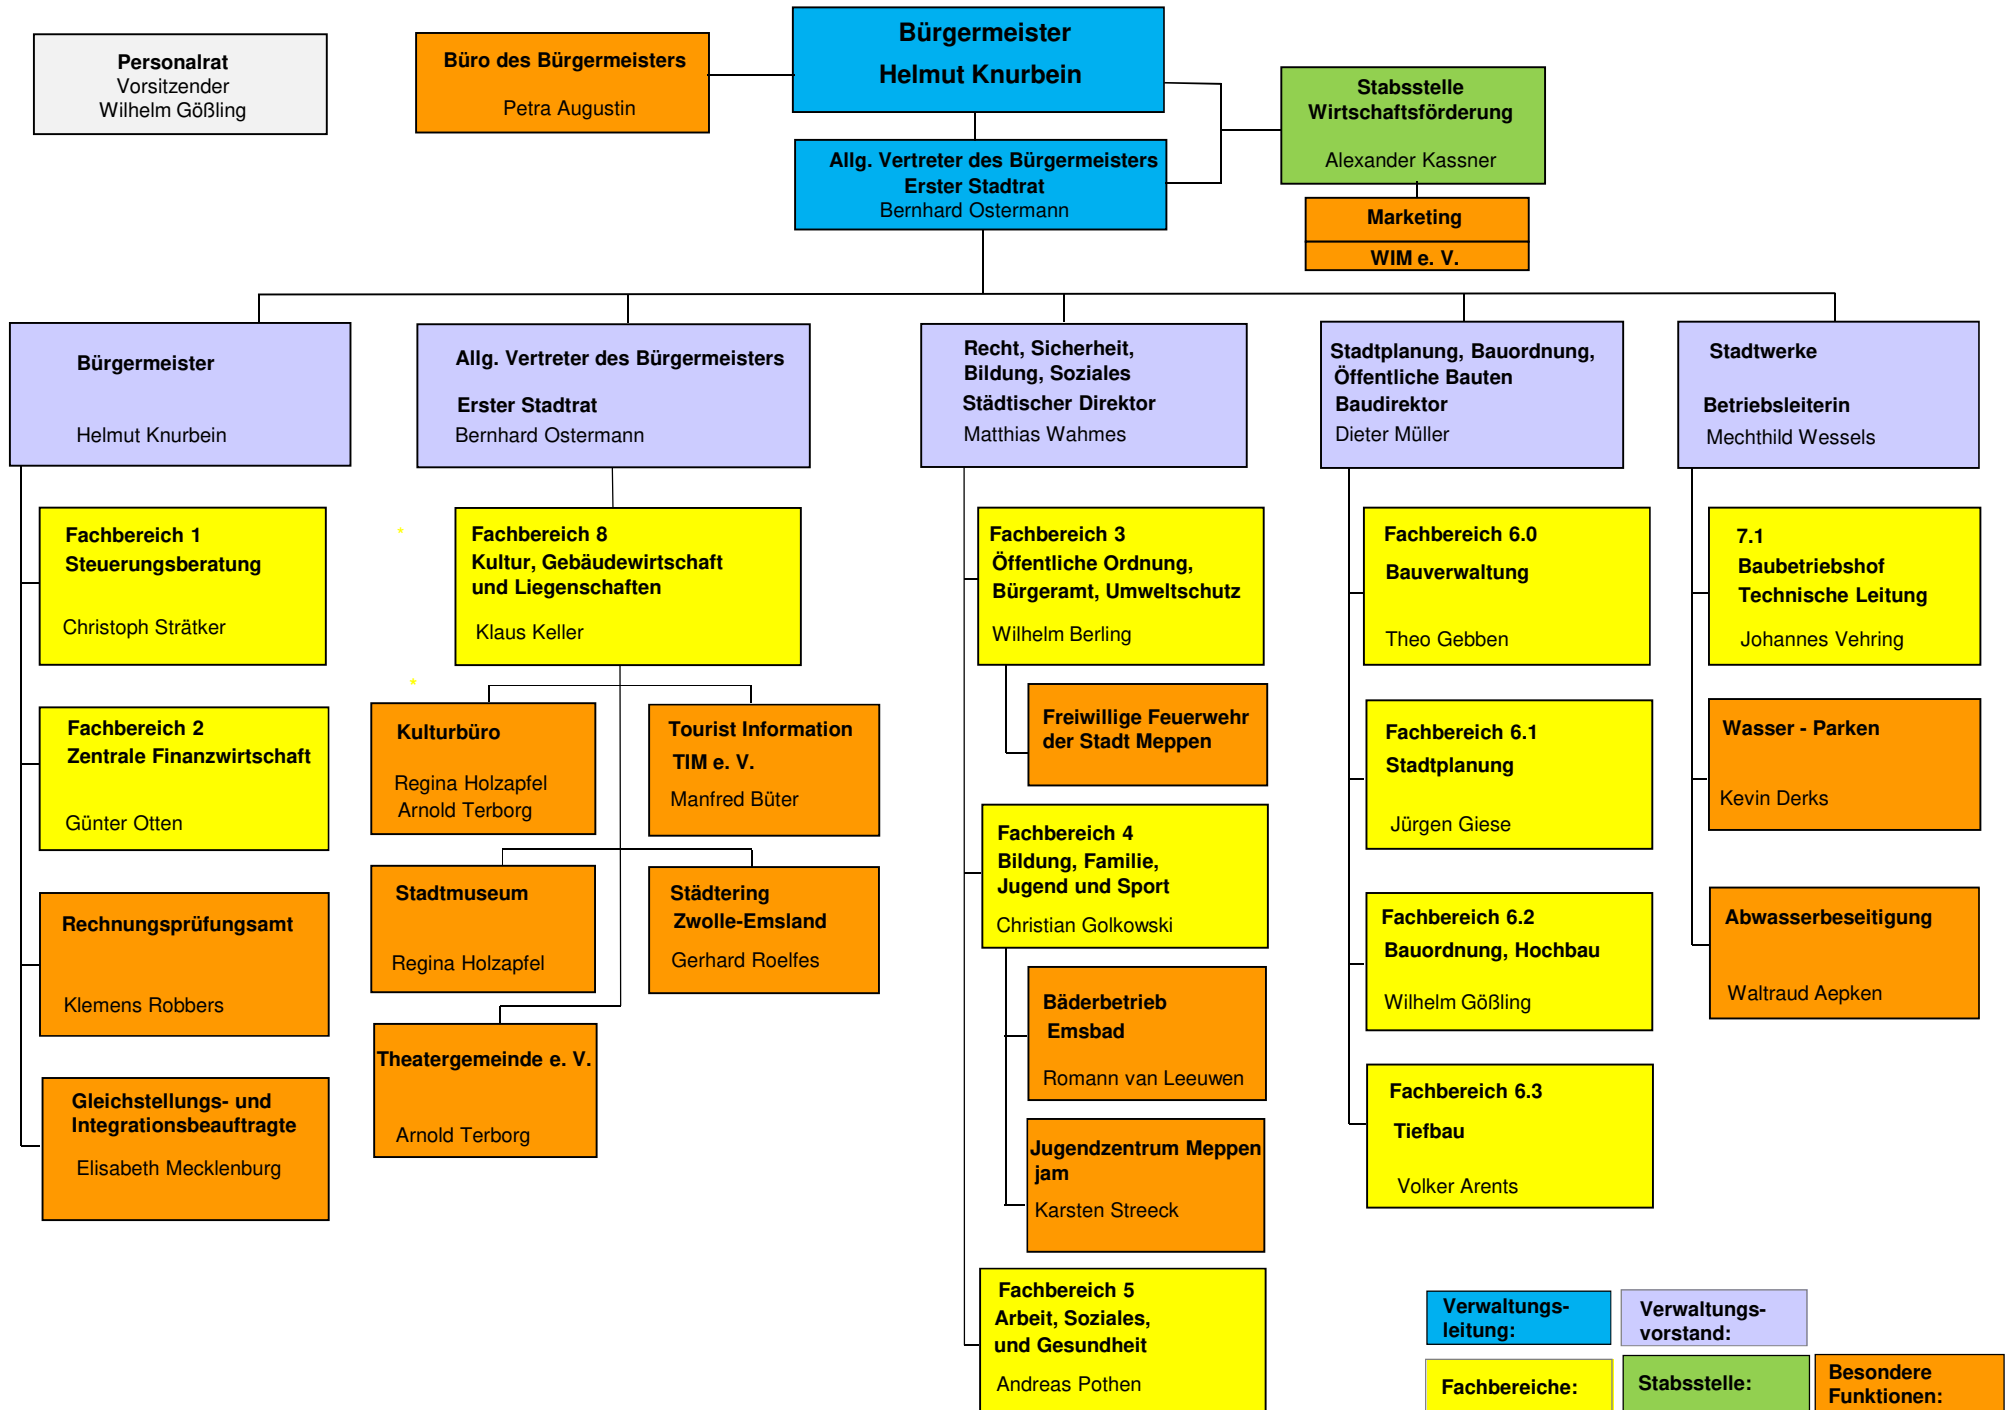 Personalrat
Vorsitzender
Wilhelm Gößling
Büro des Bürgermeisters
Petra Augustin
Bürgermeister
Helmut Knurbein
Allg. Vertreter des Bürgermeisters
Erster Stadtrat
Bernhard Ostermann
Stabsstelle
Wirtschaftsförderung
Alexander Kassner
Marketing
WIM e. V.
Bürgermeister
Helmut Knurbein
Allg. Vertreter des Bürgermeisters
Erster Stadtrat
Bernhard Ostermann
Recht, Sicherheit,
Bildung, Soziales
Städtischer Direktor
Matthias Wahmes
Stadtplanung, Bauordnung,
Öffentliche Bauten
Baudirektor
Dieter Müller
Stadtwerke
Betriebsleiterin
Mechthild Wessels
Fachbereich 1
Steuerungsberatung
Christoph Strätker
Fachbereich 2
Zentrale Finanzwirtschaft
Günter Otten
Rechnungsprüfungsamt
Klemens Robbers
Gleichstellungs- und
Integrationsbeauftragte
Elisabeth Mecklenburg
Fachbereich 8
Kultur, Gebäudewirtschaft
und Liegenschaften
Klaus Keller
Kulturbüro
Regina Holzapfel
Arnold Terborg
Tourist Information
TIM e. V.
Manfred Büter
Stadtmuseum
Regina Holzapfel
Städtering
Zwolle-Emsland
Gerhard Roelfes
Theatergemeinde e. V.
Arnold Terborg
Fachbereich 3
Öffentliche Ordnung,
Bürgeramt, Umweltschutz
Wilhelm Berling
Freiwillige Feuerwehr
der Stadt Meppen
Fachbereich 4
Bildung, Familie,
Jugend und Sport
Christian Golkowski
Bäderbetrieb
Emsbad
Romann van Leeuwen
Jugendzentrum Meppen
jam
Karsten Streeck
Fachbereich 5
Arbeit, Soziales,
und Gesundheit
Andreas Pothen
Fachbereich 6.0
Bauverwaltung
Theo Gebben
Fachbereich 6.1
Stadtplanung
Jürgen Giese
Fachbereich 6.2
Bauordnung, Hochbau
Wilhelm Gößling
Fachbereich 6.3
Tiefbau
Volker Arents
7.1
Baubetriebshof
Technische Leitung
Johannes Vehring
Wasser - Parken
Kevin Derks
Abwasserbeseitigung
Waltraud Aepken
Verwaltungs-
leitung:
Verwaltungs-
vorstand:
Fachbereiche:
Stabsstelle:
Besondere
Funktionen: